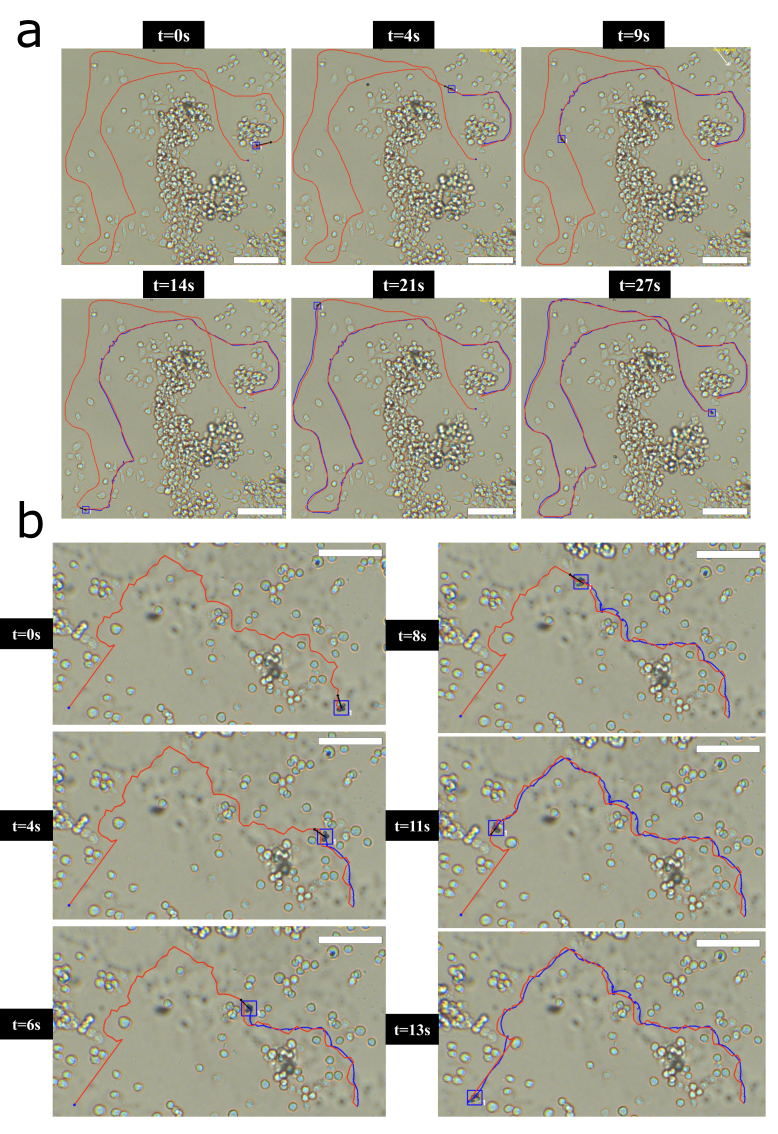 a
t=0s
t=4s
t=9s
t=14s
t=21s
t=27s
b
t=0s
t=8s
t=4s
t=11s
t=6s
t=13s